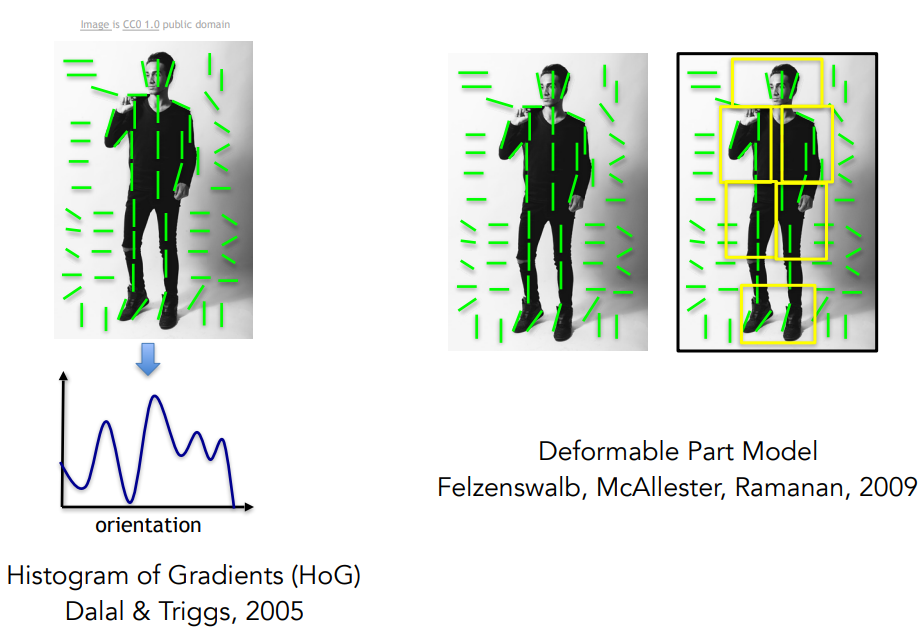 Image is CC0 1.0 public domain
orientation
Histogram of Gradients (HoG)
Dalal & Triggs, 2005
Deformable Part Model
Felzenswalb, McAllester, Ramanan, 2009